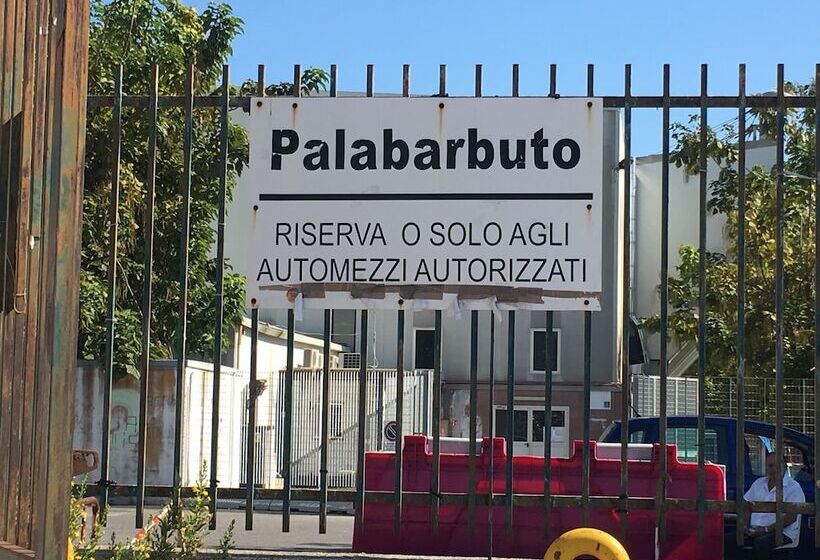 Palabarbuto
RISERVA O SOLO AGLI
AUTOMEZZI AUTORIZZATI